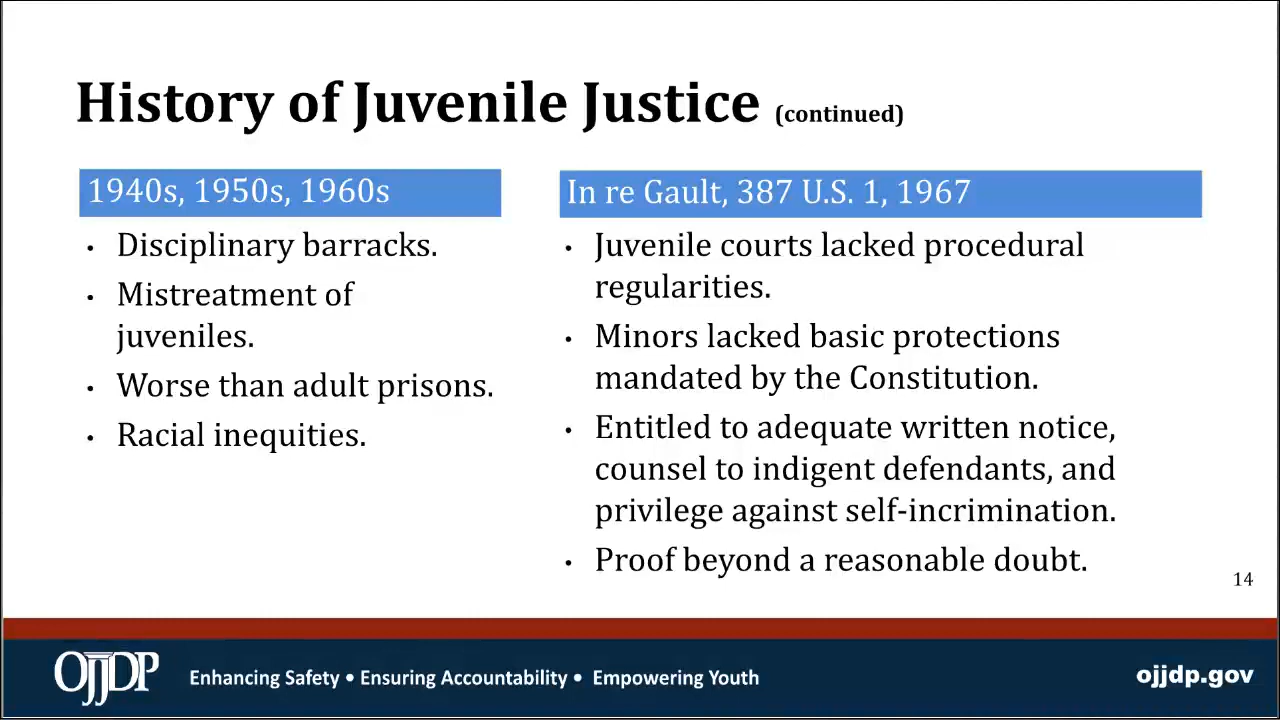 History of Juvenile Justice (continued)
1940s, 1950s, 1960s
• Disciplinary barracks.
• Mistreatment of
juveniles.
• Worse than adult prisons.
• Racial inequities.
In re Gault, 387 U.S. 1, 1967
• Juvenile courts lacked procedural
regularities.
• Minors lacked basic protections
mandated by the Constitution.
• Entitled to adequate written notice,
counsel to indigent defendants, and
privilege against self-incrimination.
• Proof beyond a reasonable doubt.
14
OJJDP
Enhancing Safety • Ensuring Accountability • Empowering Youth
ojjdp.gov